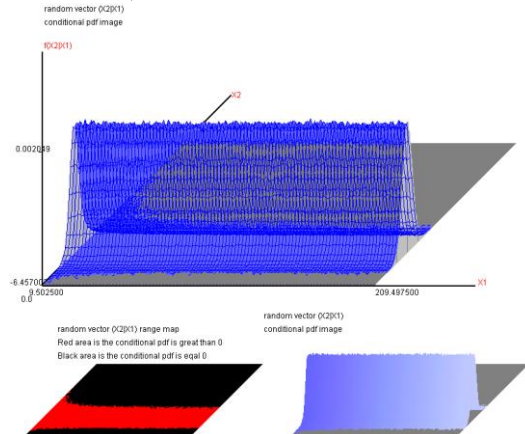 random vector (X2|X1)
conditional pdf image
f(X2|X1)
X2
0.002049
-6.45700
9.502500
0.0
209.497500
X1
random vector (X2|X1) range map
Red area is the conditional pdf is great than 0
Black area is the conditional pdf is eqal 0
random vector (X2|X1)
conditional pdf image